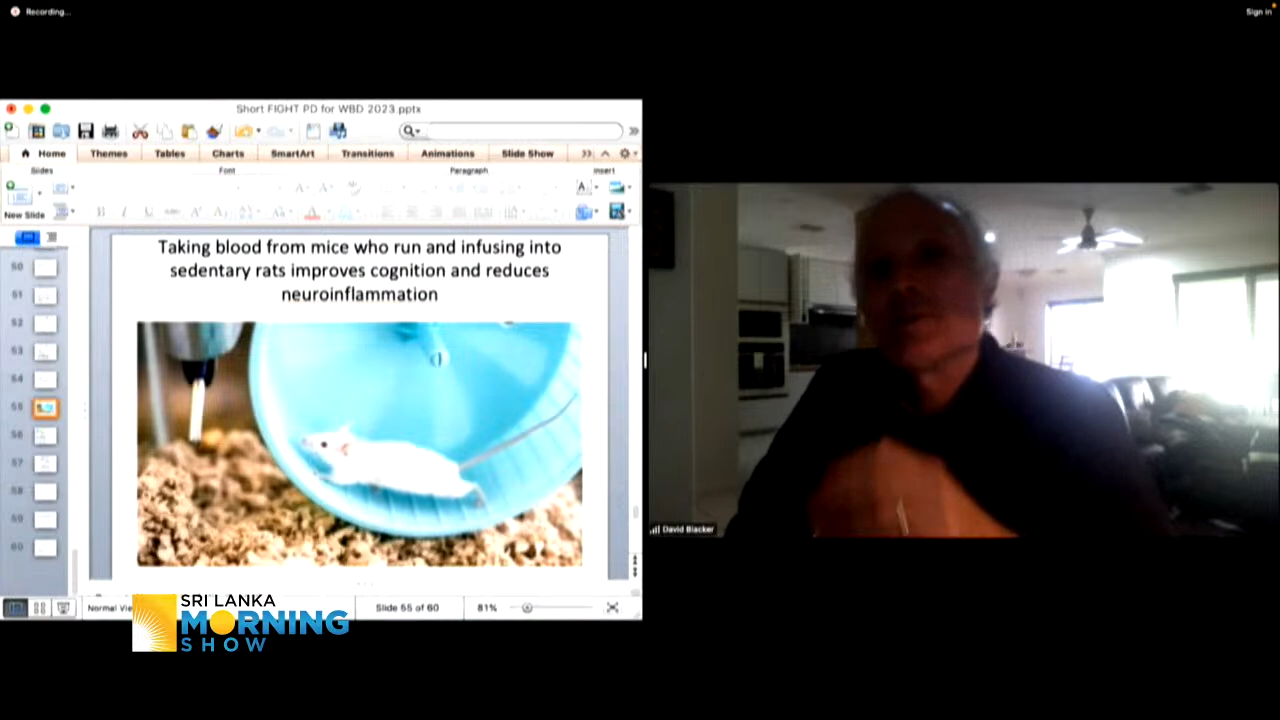 Recording...
Sign in
Short FIGHT PD for WBD 2023.pptx
Home Themes Tables Charts SmartArt Transitions Animations Slide Show
Slides Font Paragraph Insert
New Slide
50
51
52
53
54
55
56
57
58
59
60
Taking blood from mice who run and infusing into
sedentary rats improves cognition and reduces
neuroinflammation
David Blacker
Normal Vie
Slide 55 of 60
81%
SRI LANKA
MORNING
SHOW